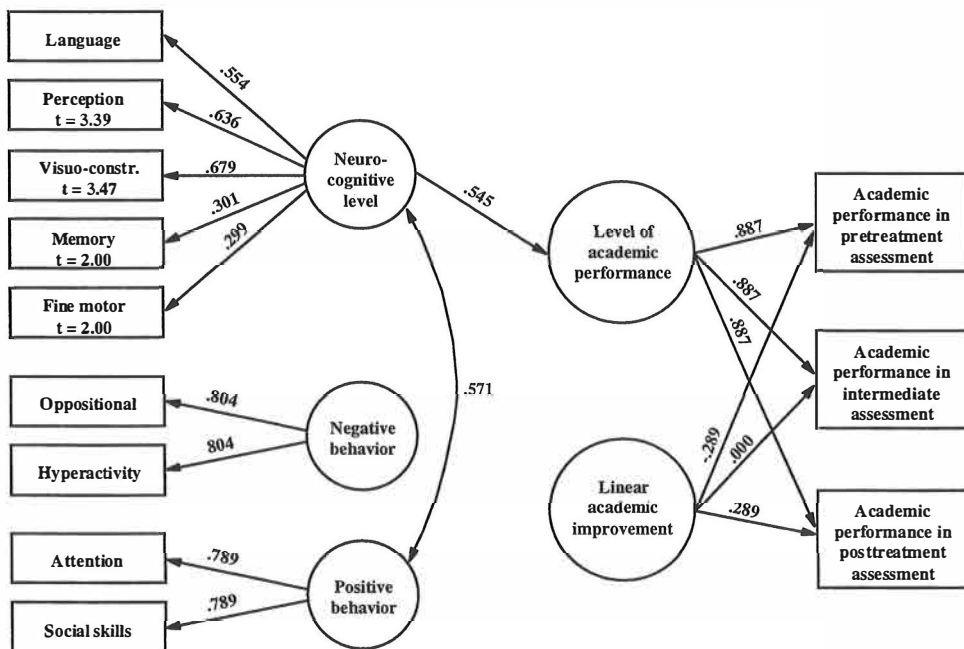 Language
Perception
t = 3.39
Visuo-constr.
t = 3.47
Memory
t = 2.00
Fine motor
t = 2.00
Oppositional
Hyperactivity
Attention
Social skills
.554
.636
.679
.301
.299
.804
804
.789
.789
Neuro-
cognitive
level
Negative
behavior
Positive
behavior
.545
.571
Level of
academic
performance
Linear
academic
improvement
.887
.887
.887
-.289
.000
.289
Academic
performance in
pretreatment
assessment
Academic
performance in
intermediate
assessment
Academic
performance in
posttreatment
assessment